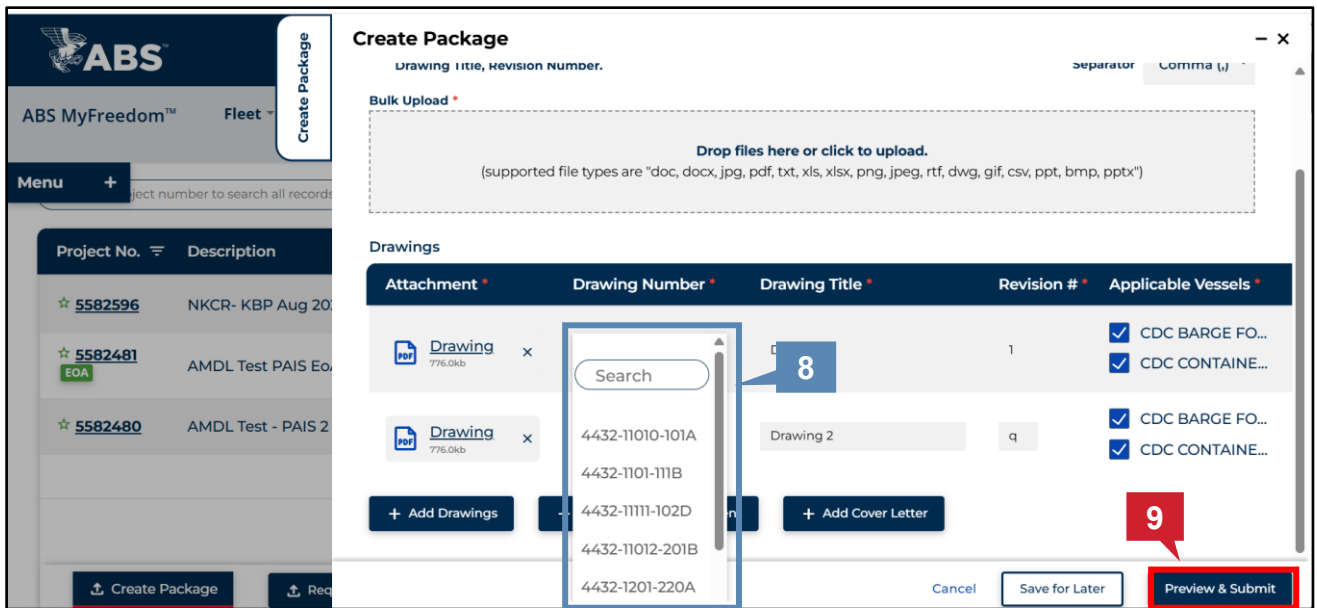 ABS™
ABS MyFreedom™
Fleet
Menu +
ject number to search all records
Project No.
Description
5582596
NKCR- KBP Aug 20
5582481
EOA
AMDL Test PAIS Eo
5582480
AMDL Test - PAIS 2
Create Package
Req
Create Package
Create Package
Drawing Title, Revision Number.
Separator
Comma (,)
Bulk Upload *
Drop files here or click to upload.
(supported file types are "doc, docx, jpg, pdf, txt, xls, xlsx, png, jpeg, rtf, dwg, gif, csv, ppt, bmp, pptx")
Drawings
Attachment *
Drawing Number *
Drawing Title *
Revision # *
Applicable Vessels *
PDF
Drawing
776.0kb
×
1
CDC BARGE FO...
CDC CONTAINE...
8
Search
4432-11010-101A
4432-1101-111B
4432-11111-102D
4432-11012-201B
4432-1201-220A
PDF
Drawing
776.0kb
×
Drawing 2
q
CDC BARGE FO...
CDC CONTAINE...
+ Add Drawings
+ Add Cover Letter
9
Cancel
Save for Later
Preview & Submit